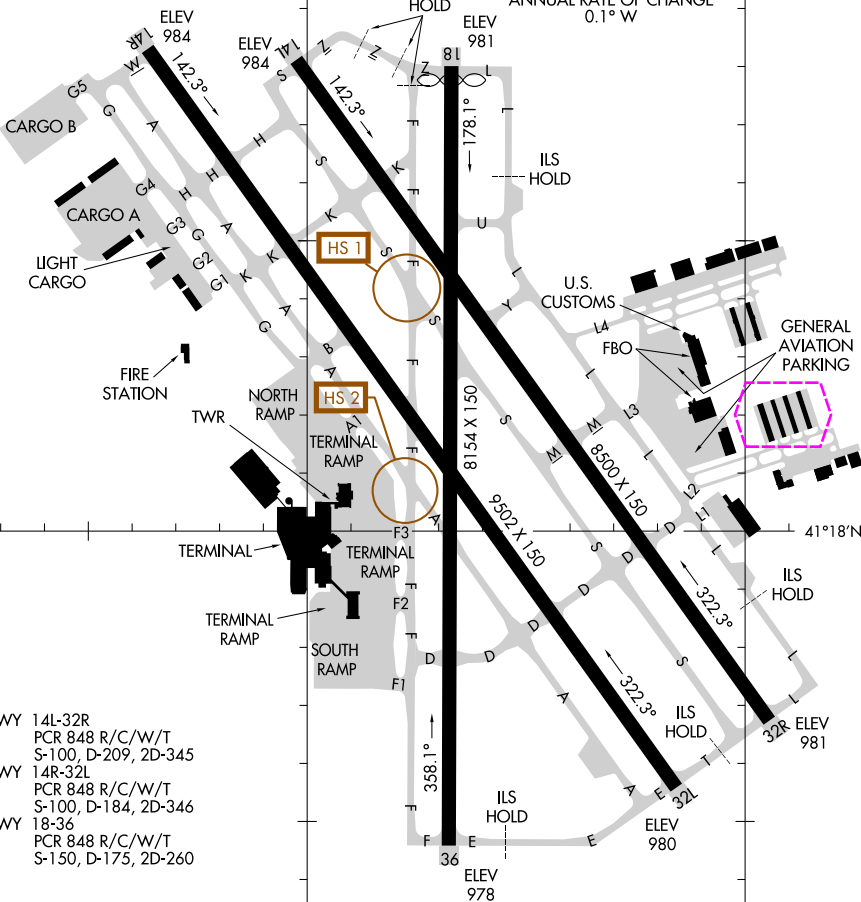 HOLD
ANNUAL RATE OF CHANGE
0.1° W
ELEV
984
ELEV
984
ELEV
981
14R
14L
18
W
S
Z
Z
Z
L
142.3°
142.3°
178.1°
G5
G
A
H
F
L
CARGO B
ILS
HOLD
S
K
F
H
H
G4
CARGO A
G3
A
K
U
G2
K
HS 1
S
F
LIGHT
CARGO
G1
K
L
U.S.
CUSTOMS
Y
G
A
S
L4
GENERAL
AVIATION
PARKING
FBO
B
F
FIRE
STATION
A
L
NORTH
RAMP
HS 2
8154 X 150
L3
M
M
S
TWR
A1
TERMINAL
RAMP
F
L
8500 X 150
9502 X 150
L2
A
L1
F3
D
41°18'N
TERMINAL
TERMINAL
RAMP
S
D
L
D
ILS
HOLD
F
F2
D
322.3°
TERMINAL
RAMP
F
D
D
D
SOUTH
RAMP
S
L
322.3°
F1
A
L
ILS
HOLD
32R
ELEV
981
358.1°
T
E
A
32L
ILS
HOLD
F
F
E
E
ELEV
980
36
ELEV
978
WY 14L-32R
PCR 848 R/C/W/T
S-100, D-209, 2D-345
WY 14R-32L
PCR 848 R/C/W/T
S-100, D-184, 2D-346
WY 18-36
PCR 848 R/C/W/T
S-150, D-175, 2D-260